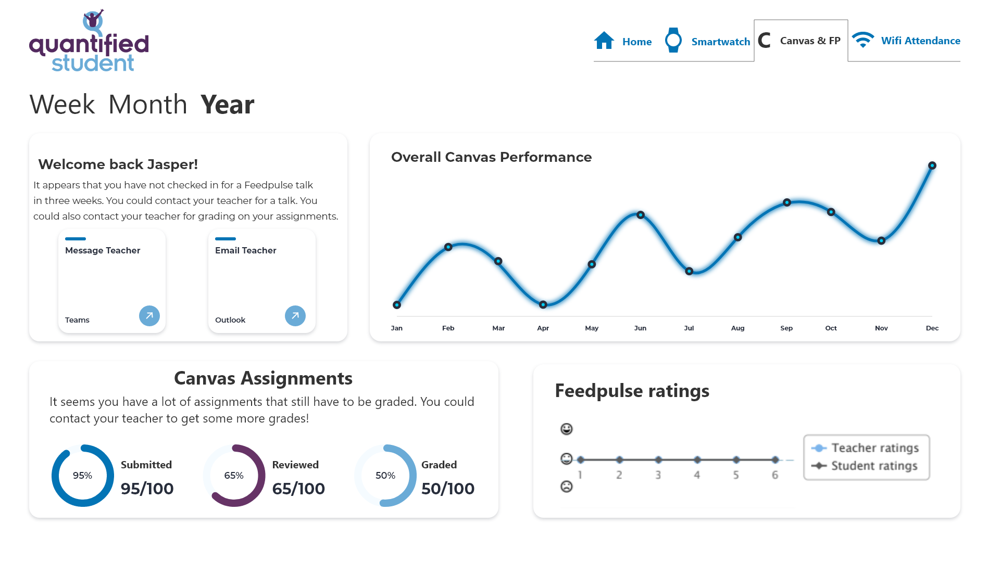 quantified
student
Home
Smartwatch
C Canvas & FP
Wifi Attendance
Week Month Year
Welcome back Jasper!
It appears that you have not checked in for a Feedpulse talk
in three weeks. You could contact your teacher for a talk. You
could also contact your teacher for grading on your assignments.
Message Teacher
Teams
Email Teacher
Outlook
Overall Canvas Performance
Jan Feb Mar Apr May Jun Jul Aug Sep Oct Nov Dec
Canvas Assignments
It seems you have a lot of assignments that still have to be graded. You could
contact your teacher to get some more grades!
95%
Submitted
95/100
65%
Reviewed
65/100
50%
Graded
50/100
Feedpulse ratings
1 2 3 4 5 6
Teacher ratings
Student ratings